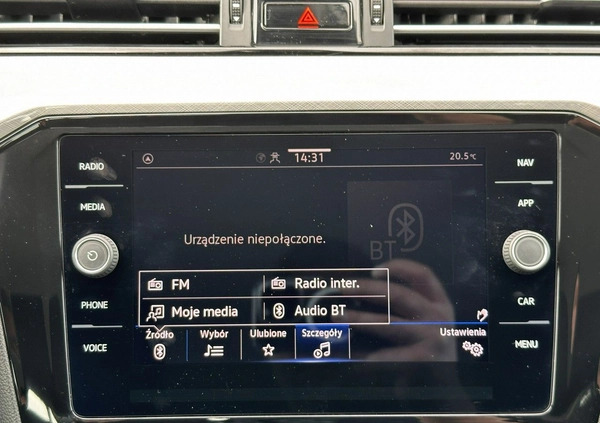 RADIO
MEDIA
PHONE
VOICE
14:31
20.5°C
Urządzenie niepołączone.
BT
FM
Radio inter.
Moje media
Audio BT
Źródło
Wybór
Ulubione
Szczegóły
Ustawienia
NAV
APP
CAR
MENU